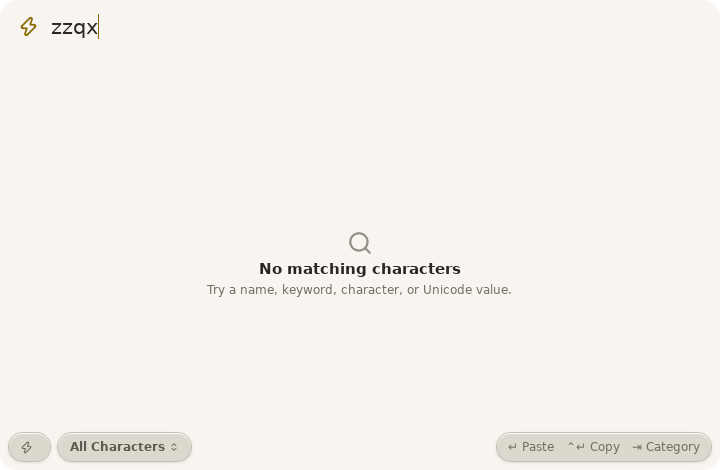 zzqx
No matching characters
Try a name, keyword, character, or Unicode value.
All Characters
↵ Paste ⌃↵ Copy ⇥ Category